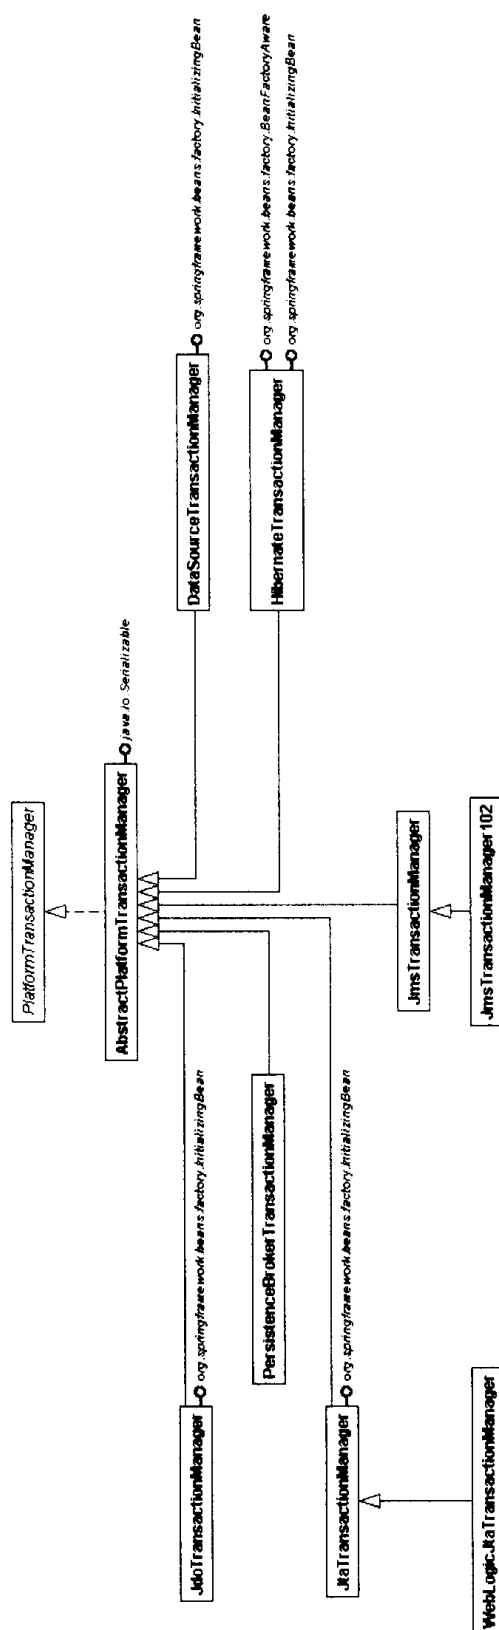 PlatformTransactionManager
AbstractPlatformTransactionManager
java.io.Serializable
JdoTransactionManager
org.springframework.beans.factory.InitializingBean
DataSourceTransactionManager
org.springframework.beans.factory.InitializingBean
PersistenceBrokerTransactionManager
HibernateTransactionManager
org.springframework.beans.factory.BeanFactoryAware
org.springframework.beans.factory.InitializingBean
JtaTransactionManager
org.springframework.beans.factory.InitializingBean
JmsTransactionManager
WebLogicJtaTransactionManager
JmsTransactionManager102